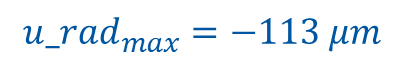 u_rad_max = −113 μm